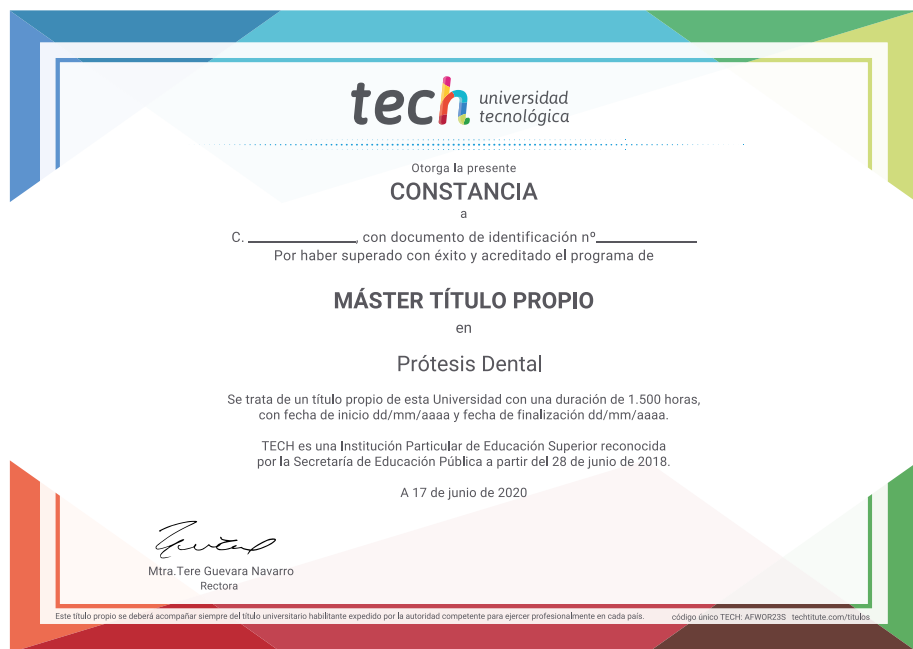 tech universidad
tecnológica
Otorga la presente
CONSTANCIA
a
C. ____________, con documento de identificación nº____________
Por haber superado con éxito y acreditado el programa de
MÁSTER TÍTULO PROPIO
en
Prótesis Dental
Se trata de un título propio de esta Universidad con una duración de 1.500 horas,
con fecha de inicio dd/mm/aaaa y fecha de finalización dd/mm/aaaa.
TECH es una Institución Particular de Educación Superior reconocida
por la Secretaría de Educación Pública a partir del 28 de junio de 2018.
A 17 de junio de 2020
Mtra.Tere Guevara Navarro
Rectora
Este título propio se deberá acompañar siempre del título universitario habilitante expedido por la autoridad competente para ejercer profesionalmente en cada país. código único TECH: AFWOR23S techtitute.com/titulos